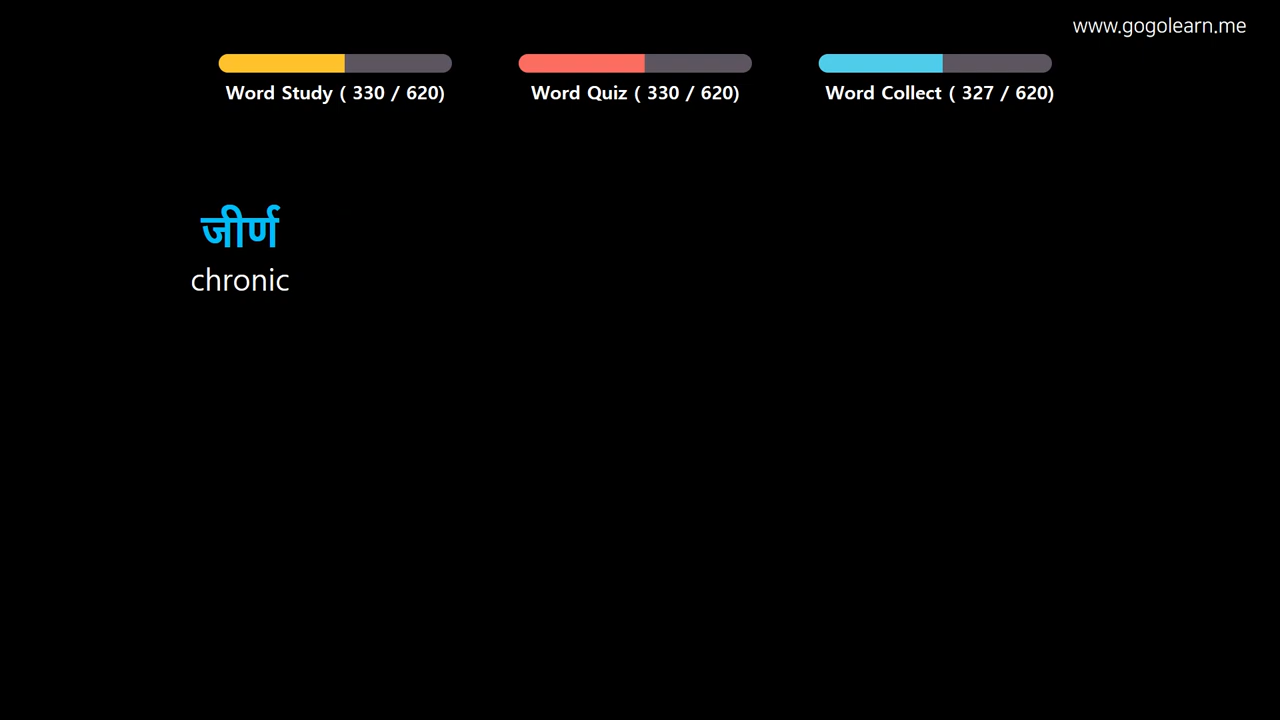 www.gogolearn.me
Word Study ( 330 / 620)
Word Quiz ( 330 / 620)
Word Collect ( 327 / 620)
जीर्ण
chronic